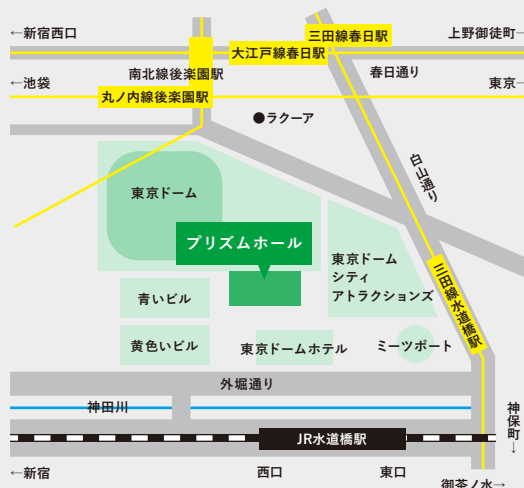 三田線春日駅
←新宿西口
上野御徒町→
大江戸線春日駅
南北線後楽園駅
春日通り
←池袋
東京→
丸ノ内線後楽園駅
●ラクーア
白山通り
東京ドーム
プリズムホール
東京ドーム
シティ
アトラクションズ
三田線水道橋駅
青いビル
黄色いビル
東京ドームホテル
ミーツポート
外堀通り
神田川
神保町→
JR水道橋駅
←新宿
西口
東口
御茶ノ水→